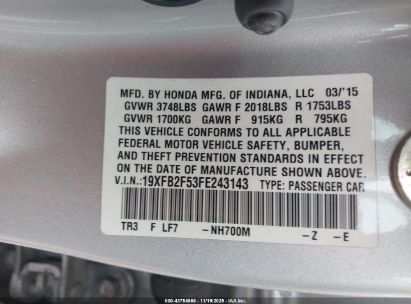 MFD. BY HONDA MFG. OF INDIANA, LLC 03/'15
GVWR 3748LBS GAWR F 2018LBS R 1753LBS
GVWR 1700KG GAWR F 915KG R 795KG
THIS VEHICLE CONFORMS TO ALL APPLICABLE
FEDERAL MOTOR VEHICLE SAFETY, BUMPER,
AND THEFT PREVENTION STANDARDS IN EFFECT
ON THE DATE OF MANUFACTURE SHOWN ABOVE.
V.I.N.: 19XFB2F53FE243143 TYPE: PASSENGER CAR
TR3 F LF7 -NH700M -Z -E